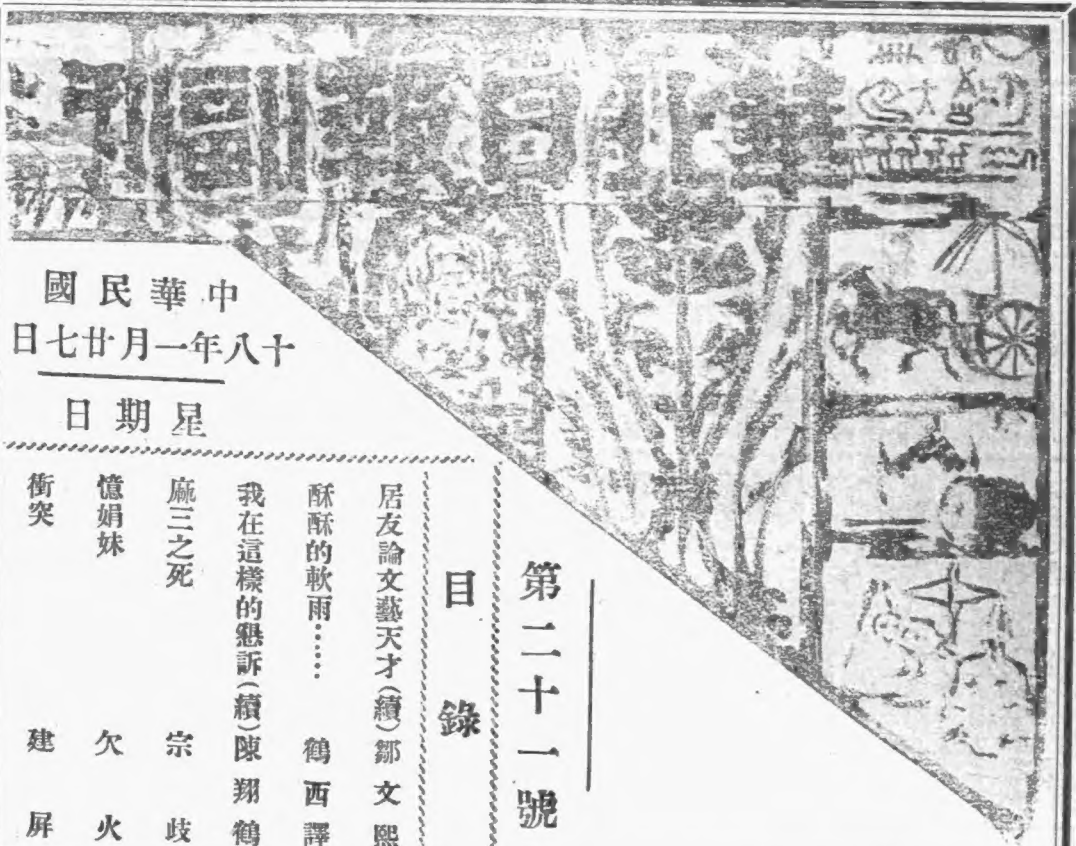 中華民國
十八年一月廿七日
星期日
第二十一號
目錄
居友論文藝天才(續)鄒文熙
酥酥的軟雨…… 鶴西譯
我在這樣的懇訴(續)陳翔鶴
麻三之死 宗歧
憶娟妹 欠火
衝突 建屏